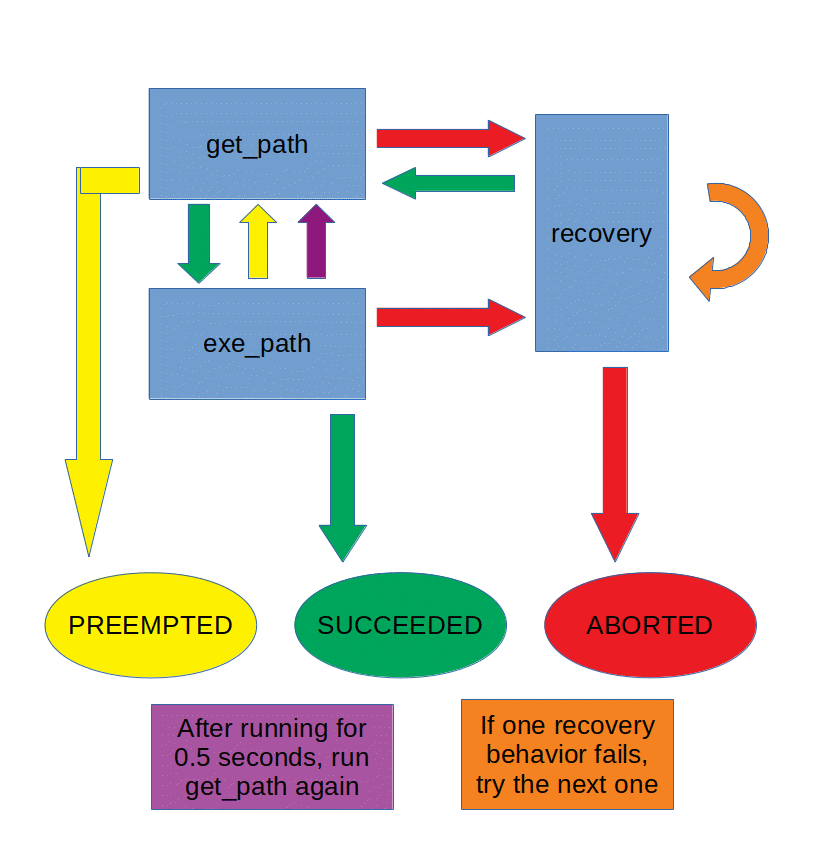 get_path
recovery
exe_path
PREEMPTED
SUCCEEDED
ABORTED
After running for
0.5 seconds, run
get_path again
If one recovery
behavior fails,
try the next one